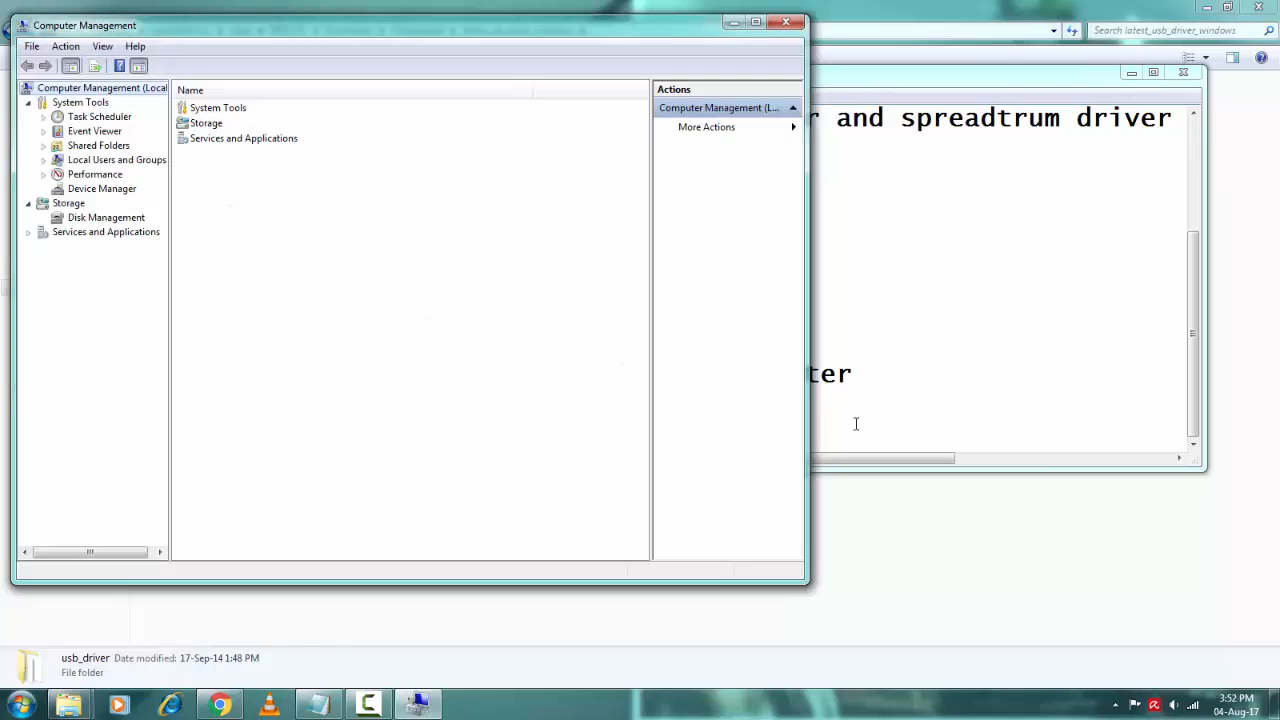 Computer Management
Search latest_usb_driver_windows
File Action View Help
Computer Management (Local
System Tools
Task Scheduler
Event Viewer
Shared Folders
Local Users and Groups
Performance
Device Manager
Storage
Disk Management
Services and Applications
Name
System Tools
Storage
Services and Applications
Actions
Computer Management (L...
More Actions
r and spreadtrum driver
ter
usb_driver Date modified: 17-Sep-14 1:48 PM
File folder
3:52 PM
04-Aug-17